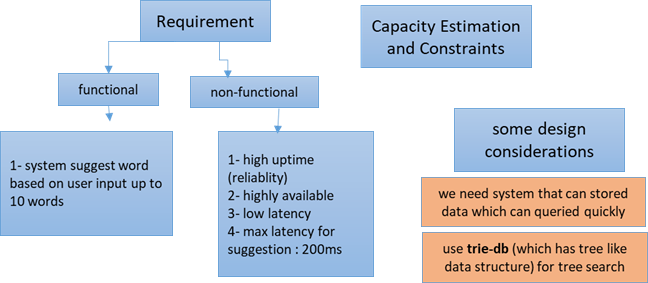 Requirement
functional
non-functional
1- system suggest word
based on user input up to
10 words
1- high uptime
(reliablity)
2- highly available
3- low latency
4- max latency for
suggestion : 200ms
Capacity Estimation
and Constraints
some design
considerations
we need system that can stored
data which can queried quickly
use trie-db (which has tree like
data structure) for tree search